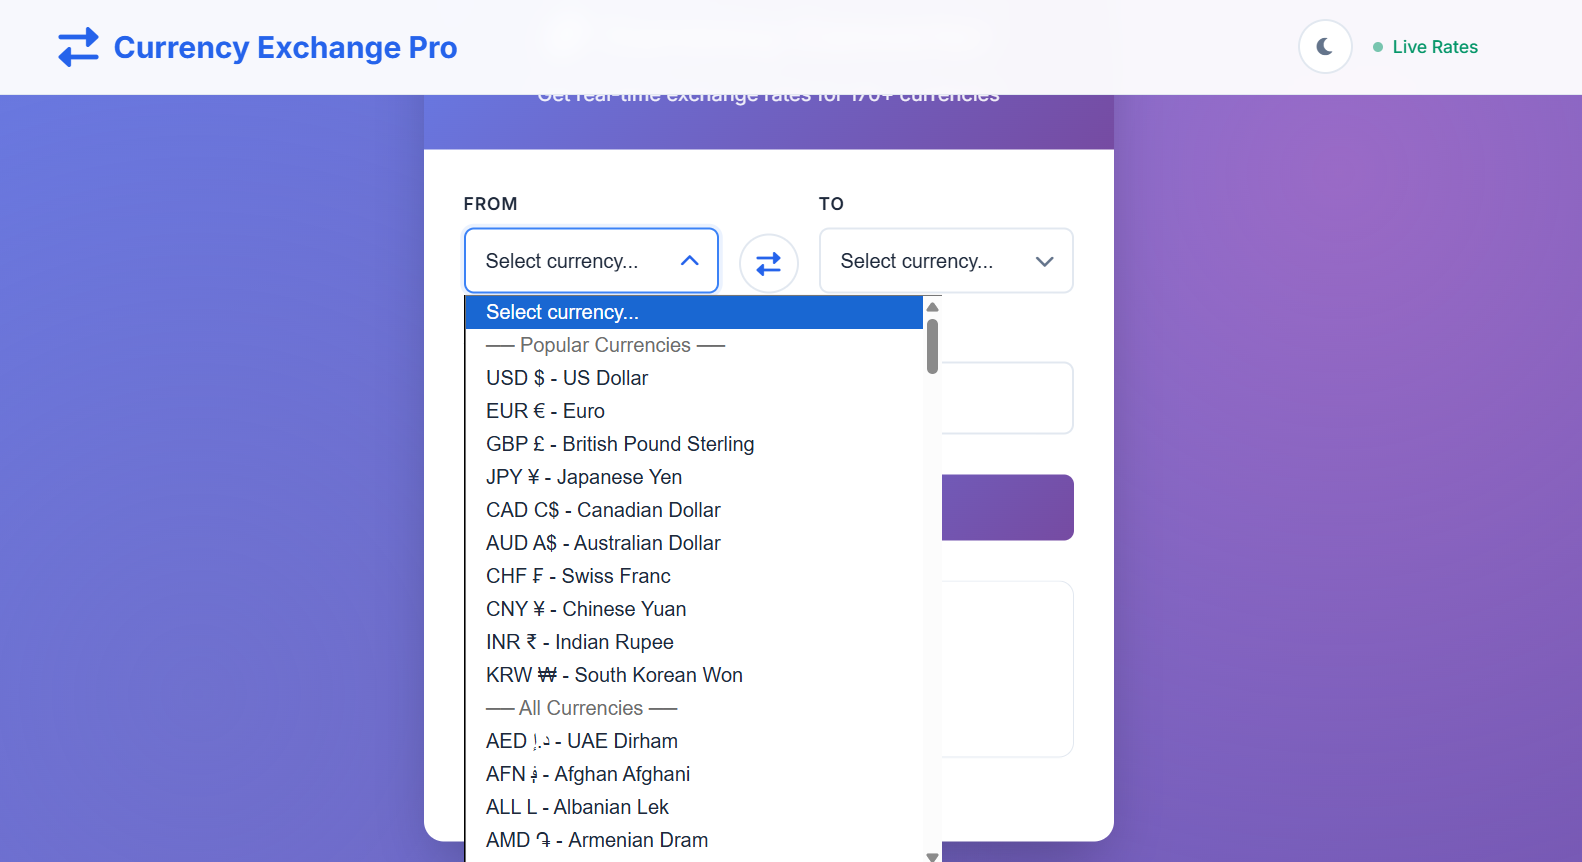 Currency Exchange Pro
Live Rates
Get real-time exchange rates for 170+ currencies
FROM
TO
Select currency...
Select currency...
Select currency...
—— Popular Currencies ——
USD $ - US Dollar
EUR € - Euro
GBP £ - British Pound Sterling
JPY ¥ - Japanese Yen
CAD C$ - Canadian Dollar
AUD A$ - Australian Dollar
CHF ₣ - Swiss Franc
CNY ¥ - Chinese Yuan
INR ₹ - Indian Rupee
KRW ₩ - South Korean Won
—— All Currencies ——
AED د.إ - UAE Dirham
AFN ؋ - Afghan Afghani
ALL L - Albanian Lek
AMD ֏ - Armenian Dram